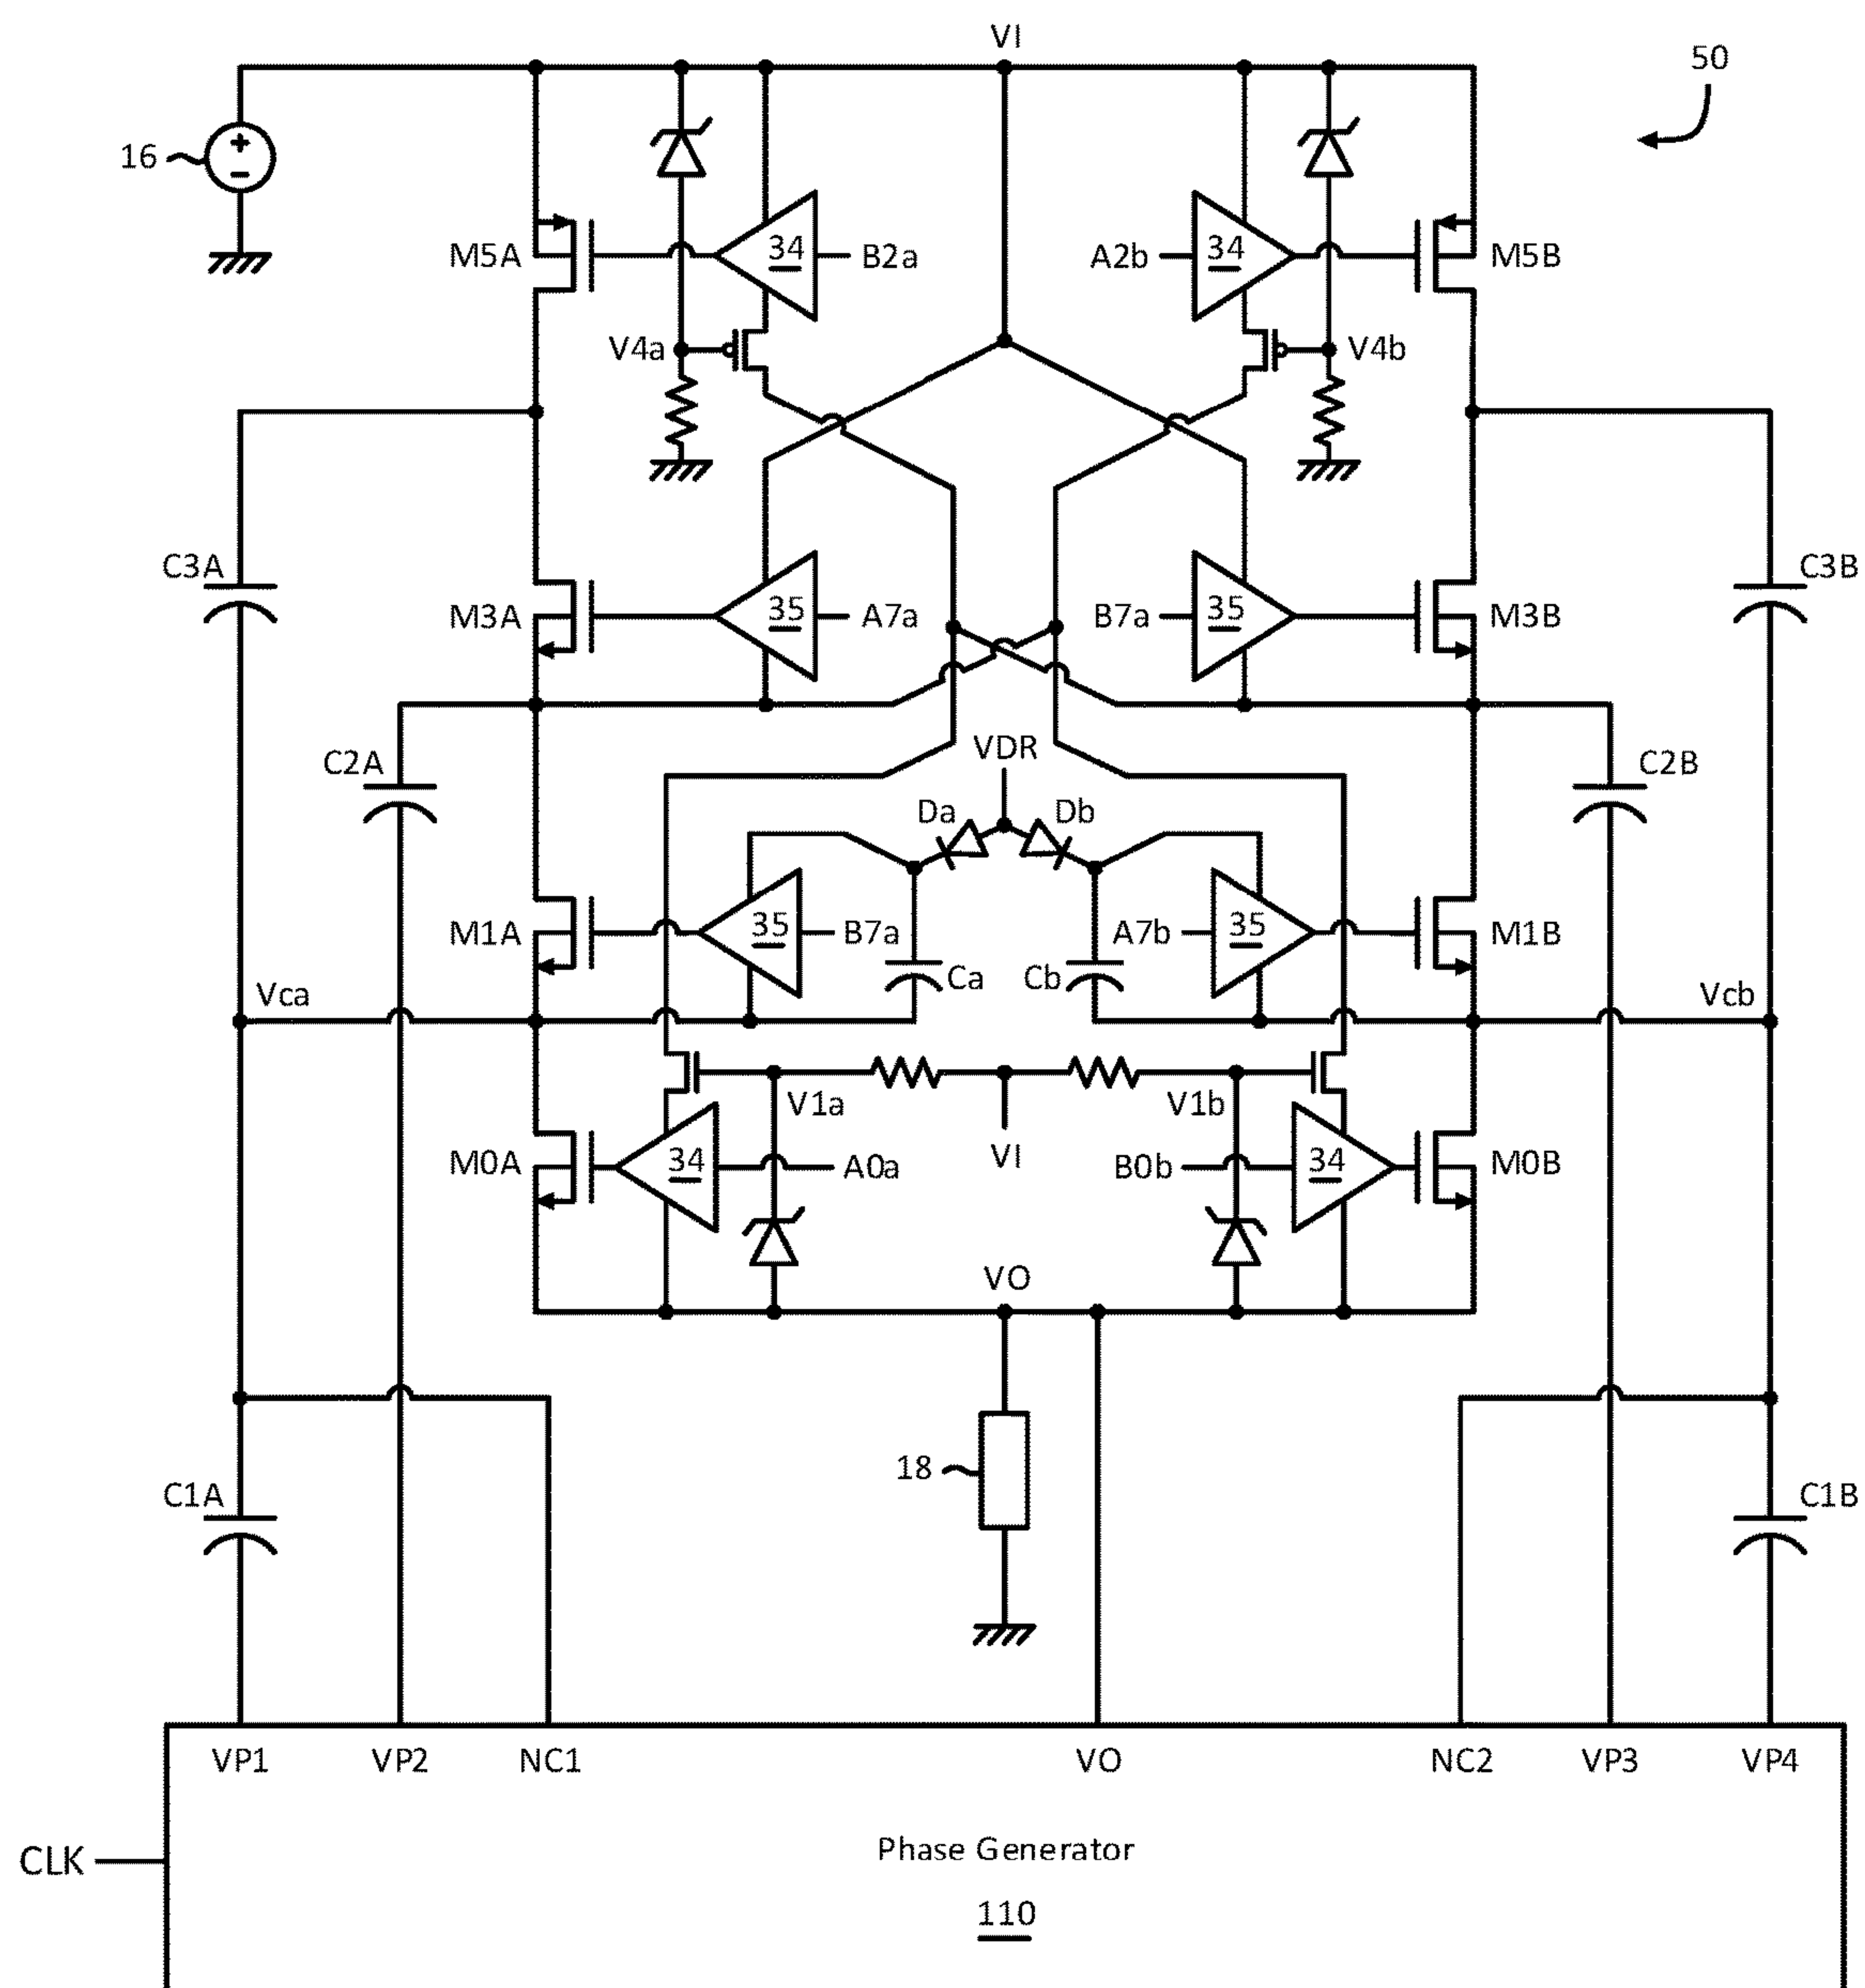 VI
50
16
+
-
M5A
34
B2a
A2b
34
M5B
V4a
V4b
C3A
C3B
M3A
35
A7a
B7a
35
M3B
C2A
VDR
C2B
Da
Db
M1A
35
B7a
A7b
35
M1B
Ca
Cb
Vca
Vcb
V1a
V1b
VI
M0A
34
A0a
B0b
34
M0B
VO
18
C1A
C1B
VP1
VP2
NC1
VO
NC2
VP3
VP4
CLK
Phase Generator
110